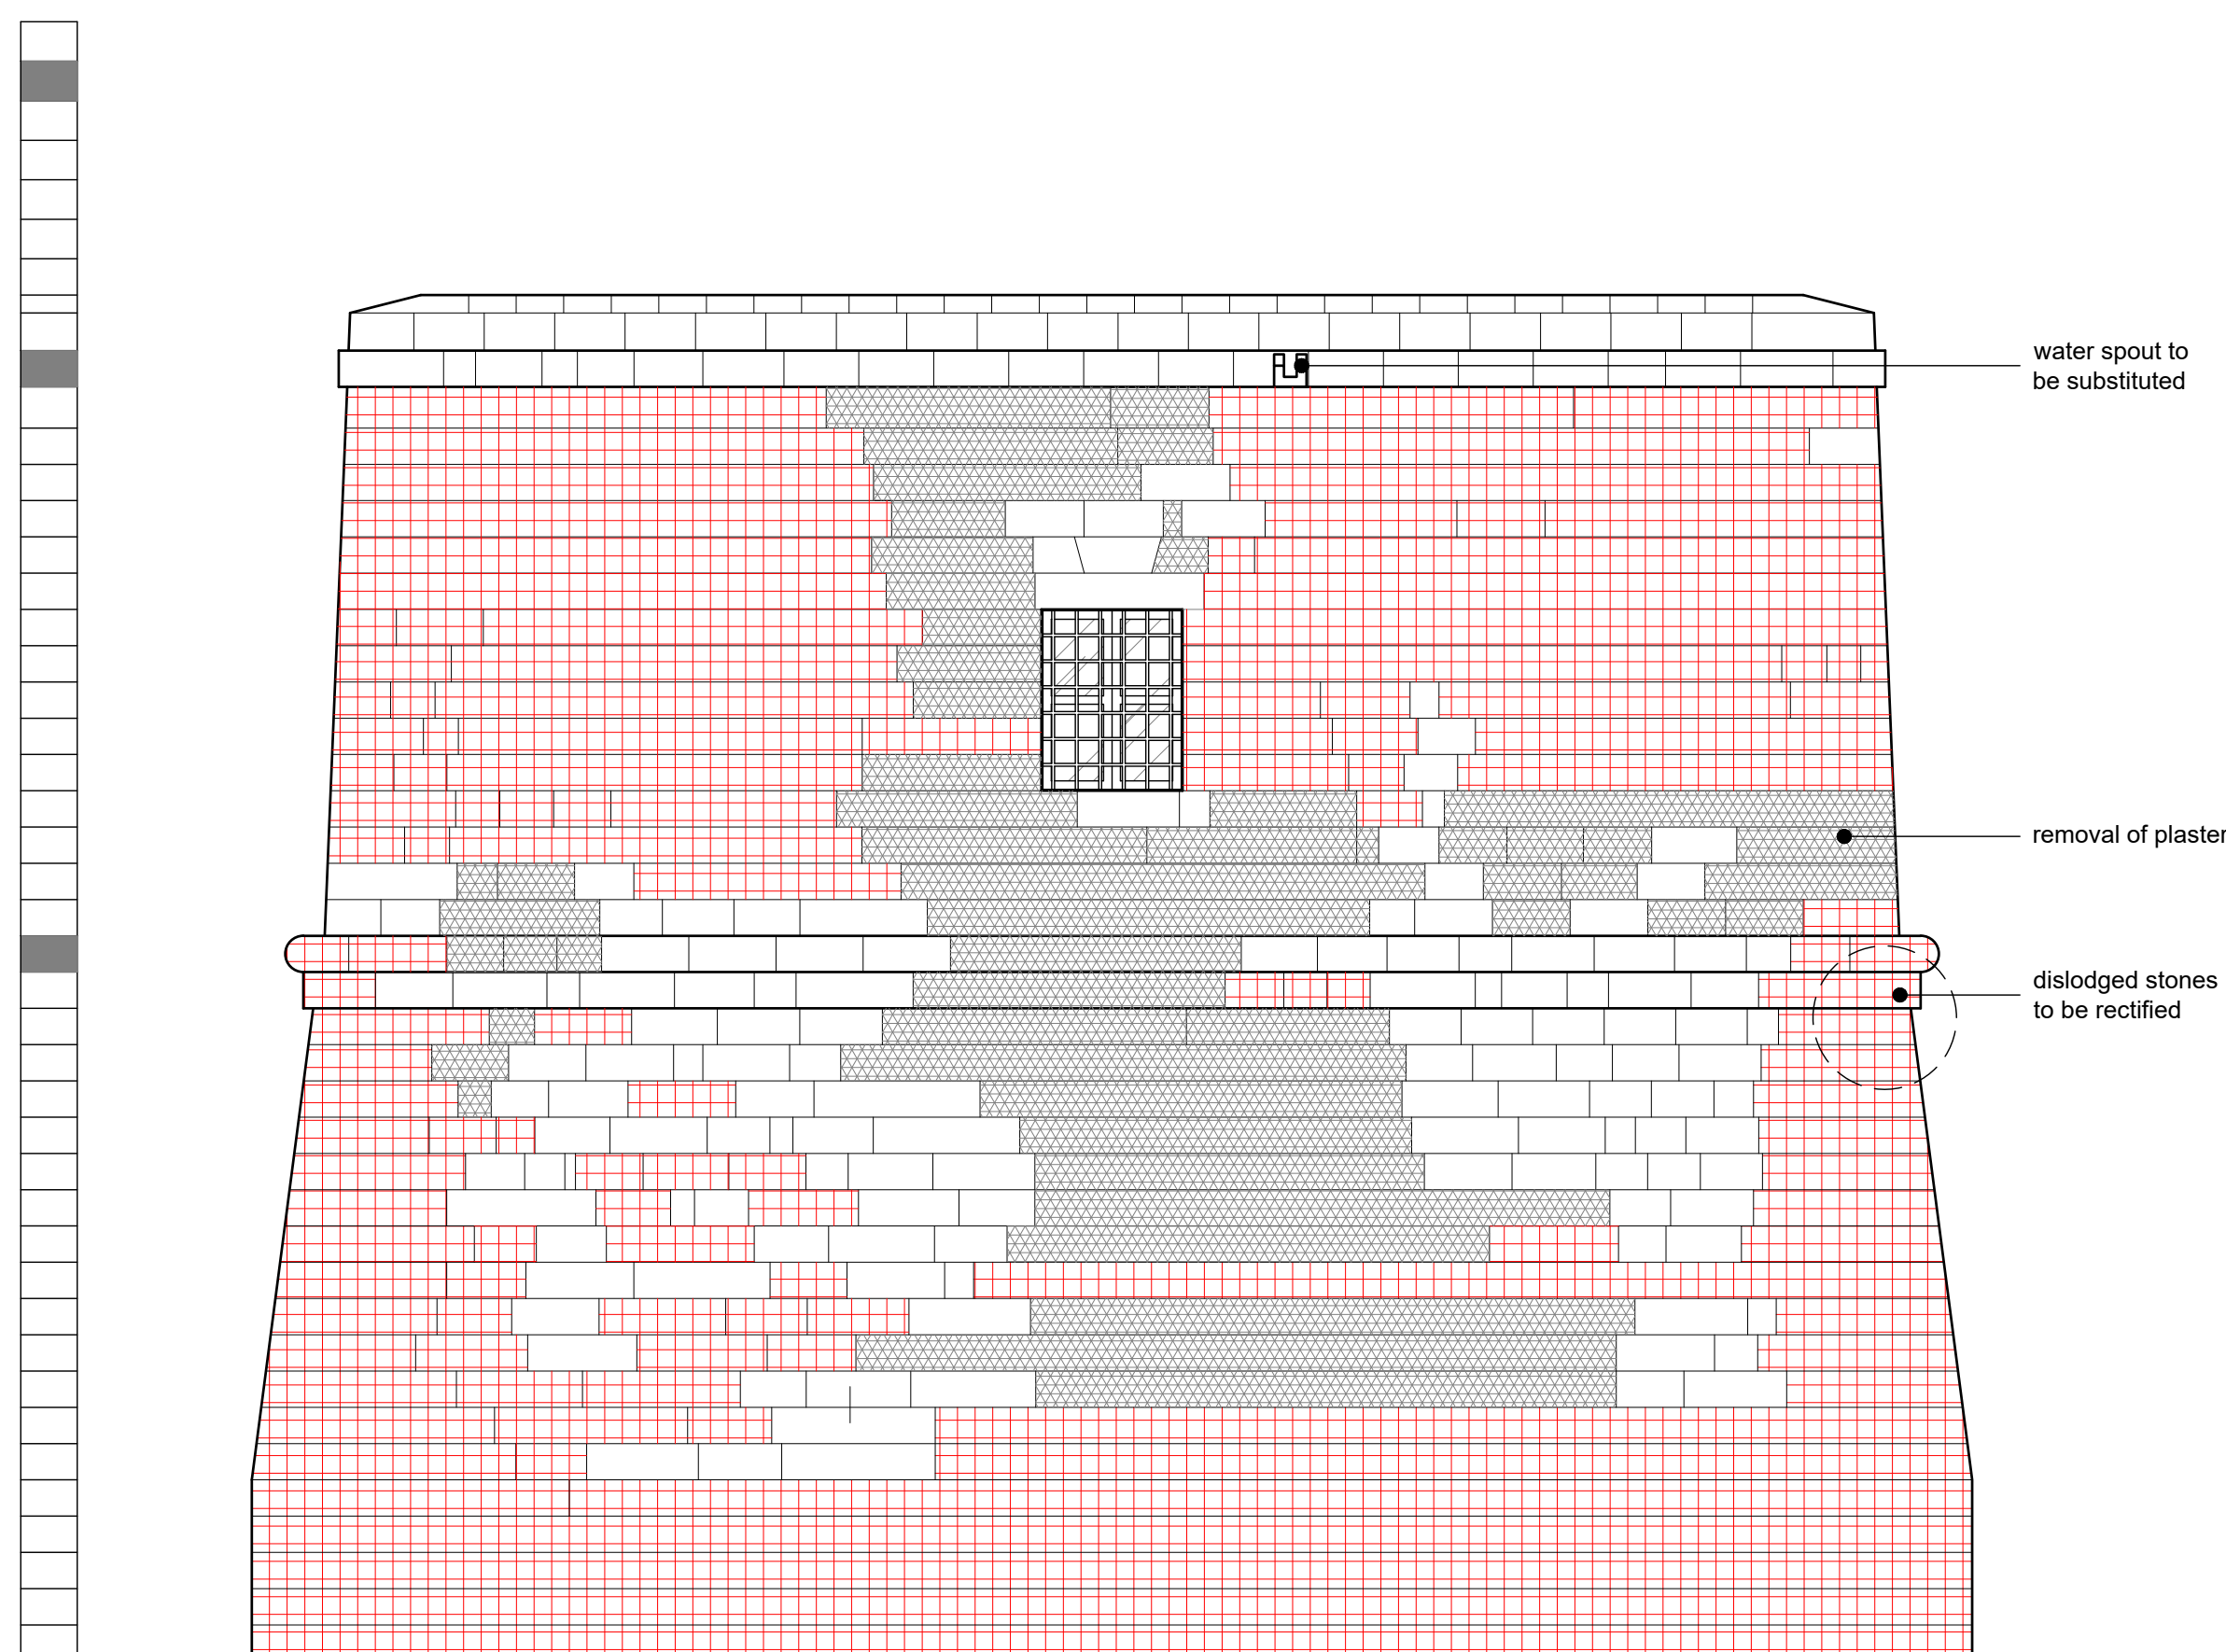 water spout to
be substituted
removal of plaster
dislodged stones
to be rectified